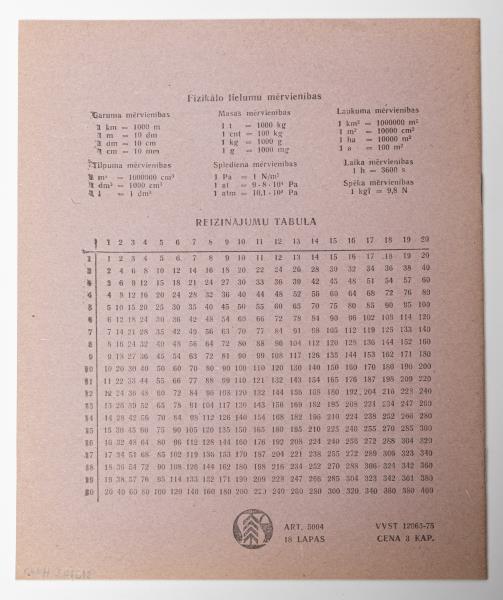 Fizikālo lielumu mērvienības
Garuma mērvienības
1 km = 1000 m
1 m = 10 dm
1 dm = 10 cm
1 cm = 10 mm
Masas mērvienības
1 t = 1000 kg
1 cnt = 100 kg
1 kg = 1000 g
1 g = 1000 mg
Laukuma mērvienības
1 km² = 1000000 m²
1 m² = 10000 cm²
1 ha = 10000 m²
1 a = 100 m²
Tilpuma mērvienības
1 m³ = 1000000 cm³
1 dm³ = 1000 cm³
1 l = 1 dm³
Spiediena mērvienības
1 Pa = 1 N/m²
1 at = 9,8·10⁴ Pa
1 atm = 10,1·10⁴ Pa
Laika mērvienības
1 h = 3600 s
Spēka mērvienības
1 kgf = 9,8 N
REIZINĀJUMU TABULA
1 2 3 4 5 6 7 8 9 10 11 12 13 14 15 16 17 18 19 20
1 1 2 3 4 5 6 7 8 9 10 11 12 13 14 15 16 17 18 19 20
2 2 4 6 8 10 12 14 16 18 20 22 24 26 28 30 32 34 36 38 40
3 3 6 9 12 15 18 21 24 27 30 33 36 39 42 45 48 51 54 57 60
4 4 8 12 16 20 24 28 32 36 40 44 48 52 56 60 64 68 72 76 80
5 5 10 15 20 25 30 35 40 45 50 55 60 65 70 75 80 85 90 95 100
6 6 12 18 24 30 36 42 48 54 60 66 72 78 84 90 96 102 108 114 120
7 7 14 21 28 35 42 49 56 63 70 77 84 91 98 105 112 119 126 133 140
8 8 16 24 32 40 48 56 64 72 80 88 96 104 112 120 128 136 144 152 160
9 9 18 27 36 45 54 63 72 81 90 99 108 117 126 135 144 153 162 171 180
10 10 20 30 40 50 60 70 80 90 100 110 120 130 140 150 160 170 180 190 200
11 11 22 33 44 55 66 77 88 99 110 121 132 143 154 165 176 187 198 209 220
12 12 24 36 48 60 72 84 96 108 120 132 144 156 168 180 192 204 216 228 240
13 13 26 39 52 65 78 91 104 117 130 143 156 169 182 195 208 221 234 247 260
14 14 28 42 56 70 84 98 112 126 140 154 168 182 196 210 224 238 252 266 280
15 15 30 45 60 75 90 105 120 135 150 165 180 195 210 225 240 255 270 285 300
16 16 32 48 64 80 96 112 128 144 160 176 192 208 224 240 256 272 288 304 320
17 17 34 51 68 85 102 119 136 153 170 187 204 221 238 255 272 289 306 323 340
18 18 36 54 72 90 108 126 144 162 180 198 216 234 252 270 288 306 324 342 360
19 19 38 57 76 95 114 133 152 171 190 209 228 247 266 285 304 323 342 361 380
20 20 40 60 80 100 120 140 160 180 200 220 240 260 280 300 320 340 360 380 400
ART. 5004
18 LAPAS
VVST 12063-75
CENA 3 KAP.